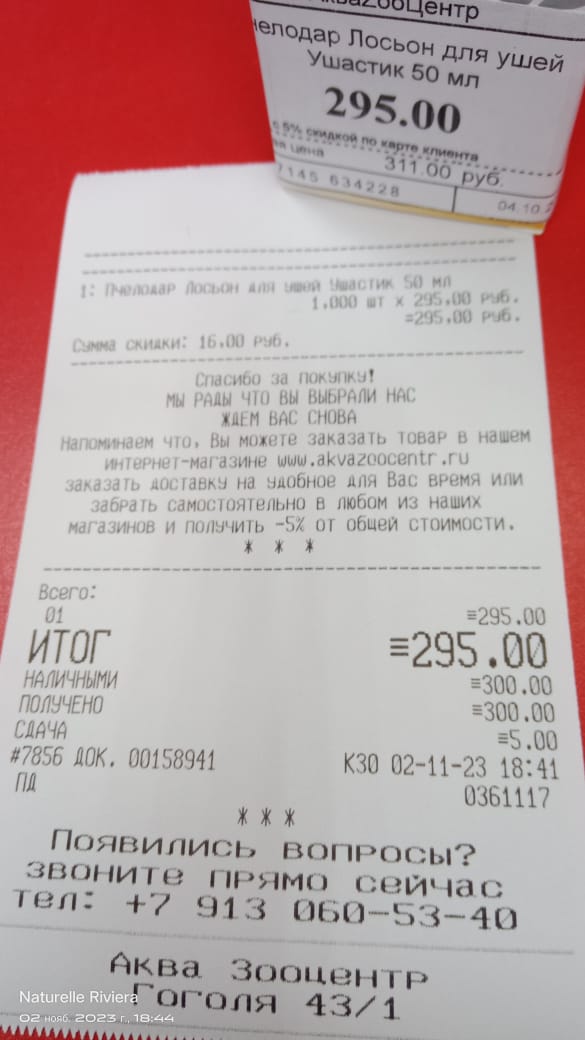 АкваЗооЦентр
Пчелодар Лосьон для ушей
Ушастик 50 мл
295.00
с 5% скидкой по карте клиента
цена
311.00 руб.
7145 634228
04.10.
1: Пчелодар Лосьон для ушей Ушастик 50 мл
1,000 шт x 295,00 руб.
=295,00 руб.
Сумма скидки: 16,00 руб.
Спасибо за покупку!
МЫ РАДЫ ЧТО ВЫ ВЫБРАЛИ НАС
ЖДЕМ ВАС СНОВА
Напоминаем что, Вы можете заказать товар в нашем
интернет-магазине www.akvazoocentr.ru
заказать доставку на удобное для Вас время или
забрать самостоятельно в любом из наших
магазинов и получить -5% от общей стоимости.
* * *
Всего:
01 ≡295.00
ИТОГ ≡295.00
НАЛИЧНЫМИ ≡300.00
ПОЛУЧЕНО ≡300.00
СДАЧА ≡5.00
#7856 ДОК. 00158941 К30 02-11-23 18:41
ПД 0361117
* * *
Появились вопросы?
звоните прямо сейчас
тел: +7 913 060-53-40
Аква Зооцентр
Гоголя 43/1
Naturelle Riviera
02 нояб. 2023 г., 18:44